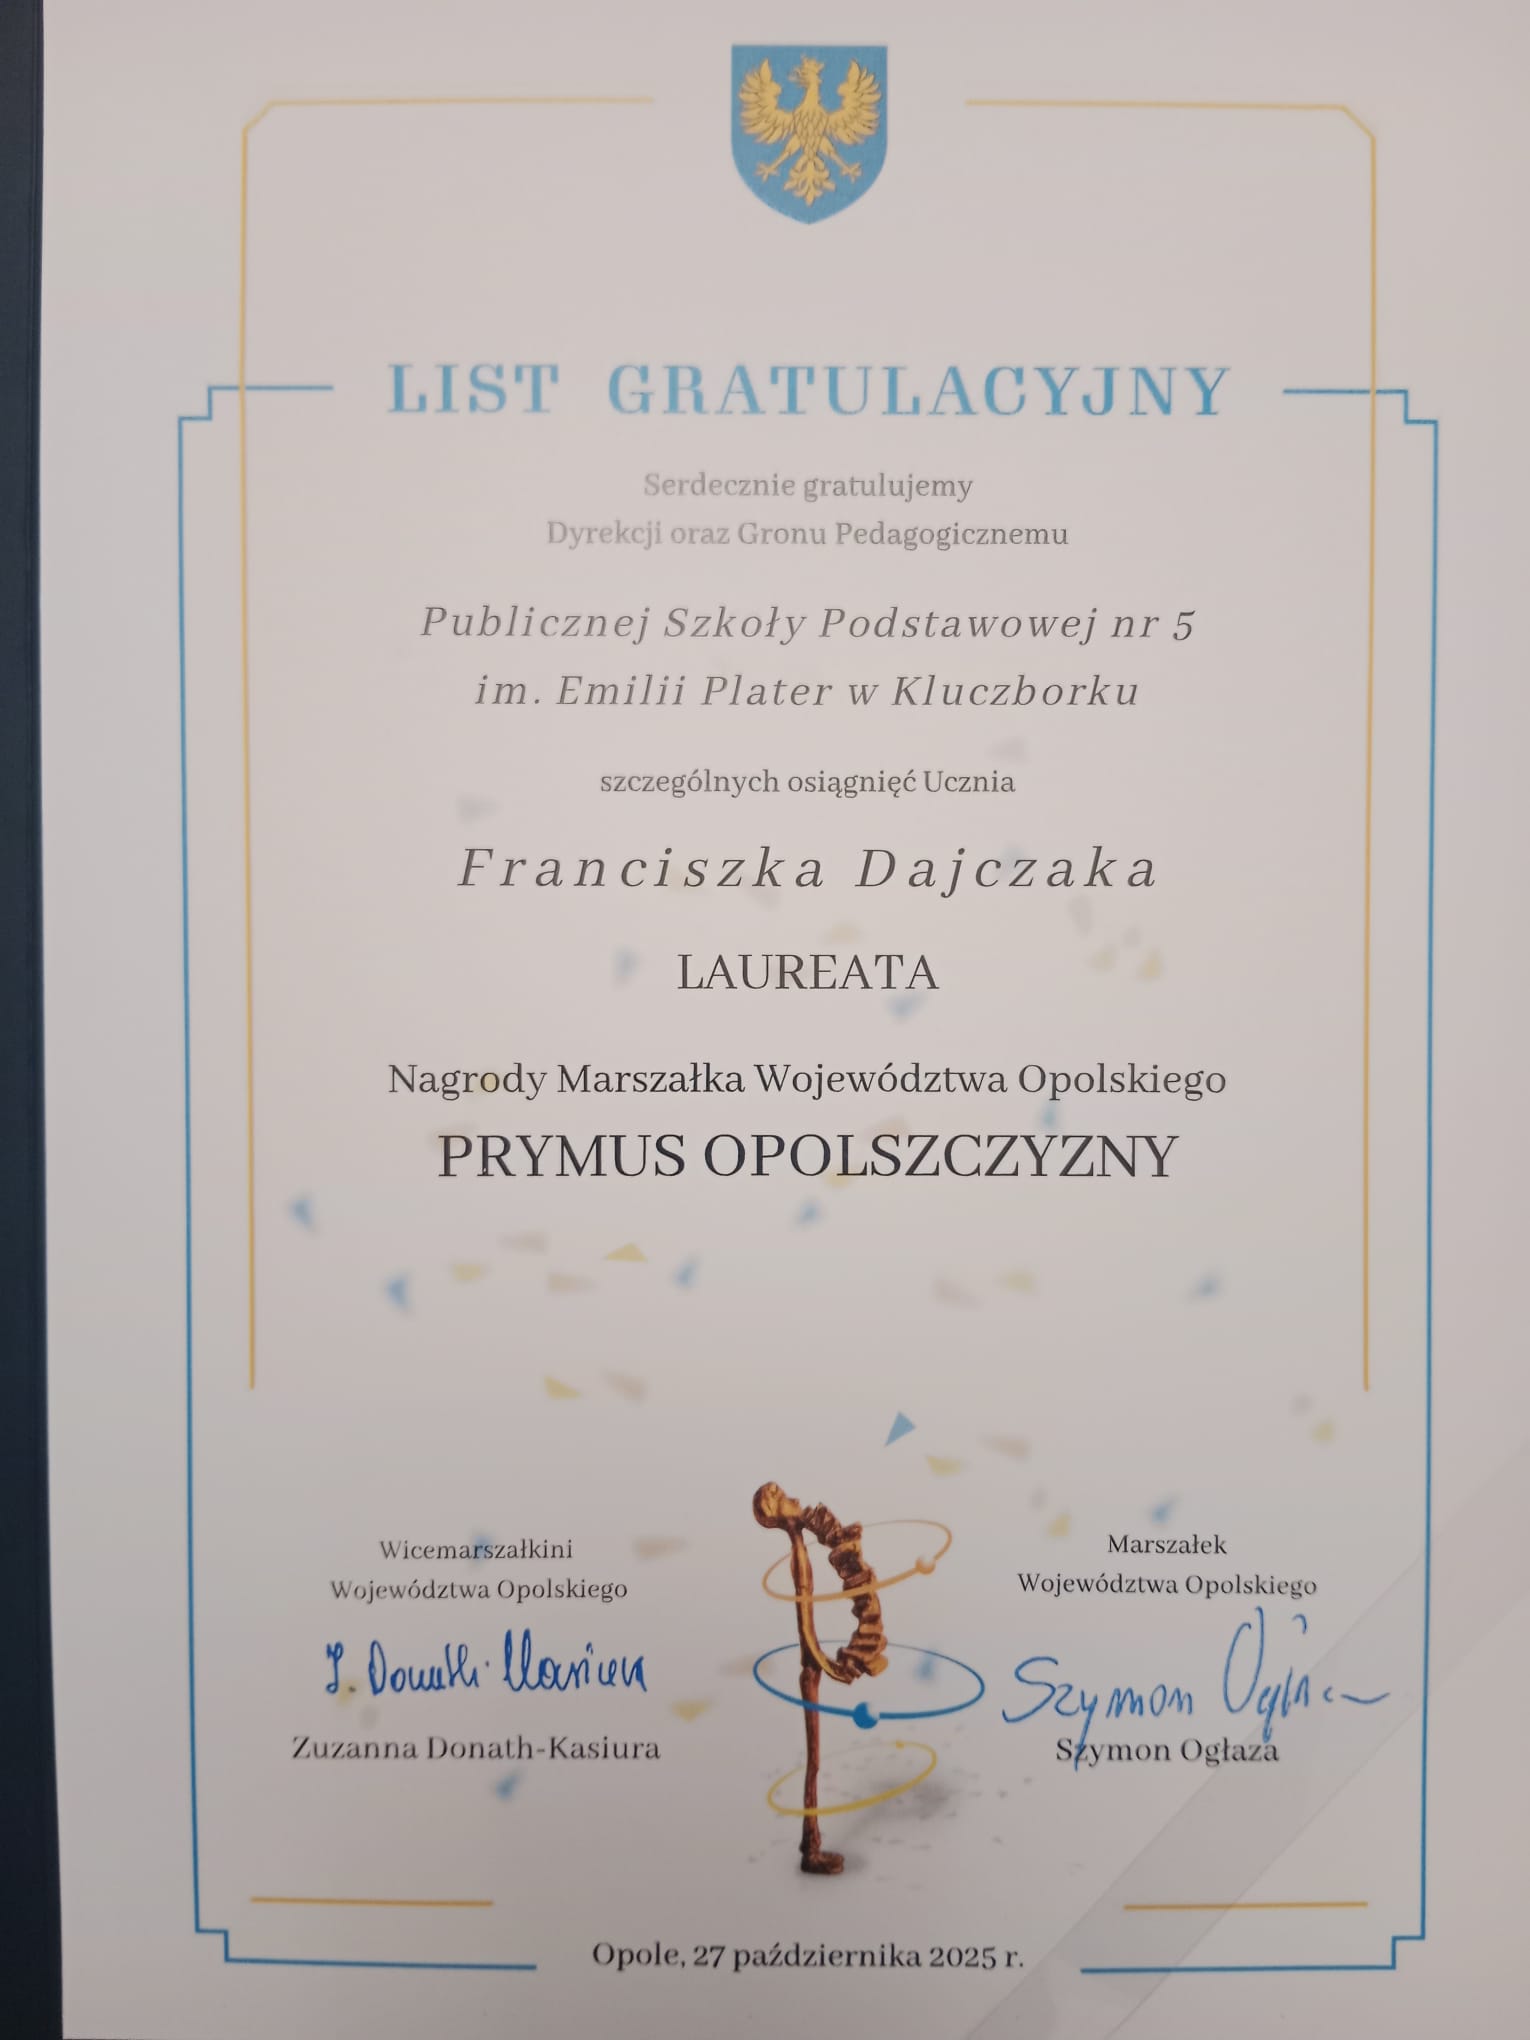 LIST GRATULACYJNY
Serdecznie gratulujemy
Dyrekcji oraz Gronu Pedagogicznemu
Publicznej Szkoły Podstawowej nr 5
im. Emilii Plater w Kluczborku
szczególnych osiągnięć Ucznia
Franciszka Dajczaka
LAUREATA
Nagrody Marszałka Województwa Opolskiego
PRYMUS OPOLSZCZYZNY
Wicemarszałkini
Województwa Opolskiego
Zuzanna Donath-Kasiura
Marszałek
Województwa Opolskiego
Szymon
Szymon Ogłaza
Opole, 27 października 2025 r.